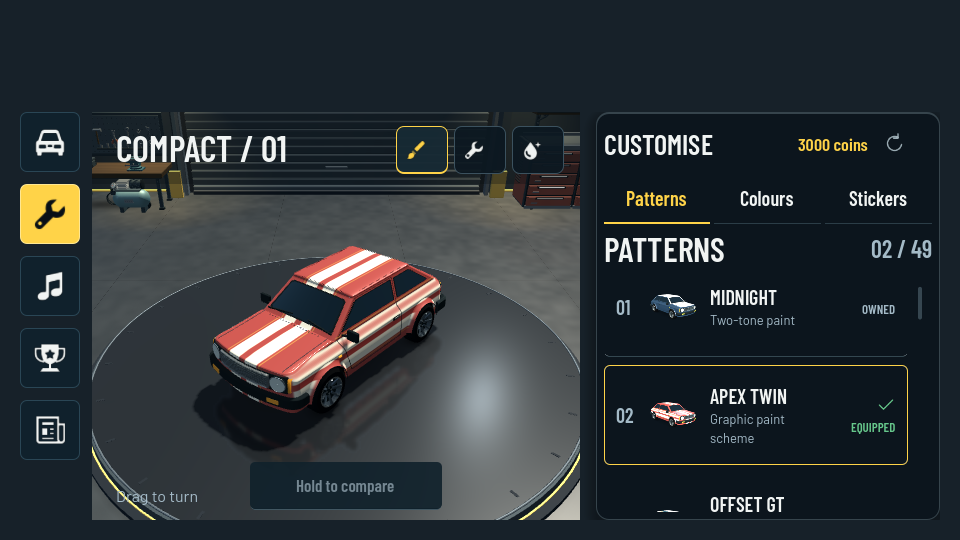 COMPACT / 01
Drag to turn
Hold to compare
CUSTOMISE
3000 coins
Patterns
Colours
Stickers
PATTERNS
02 / 49
01
MIDNIGHT
Two-tone paint
OWNED
02
APEX TWIN
Graphic paint
scheme
EQUIPPED
OFFSET GT